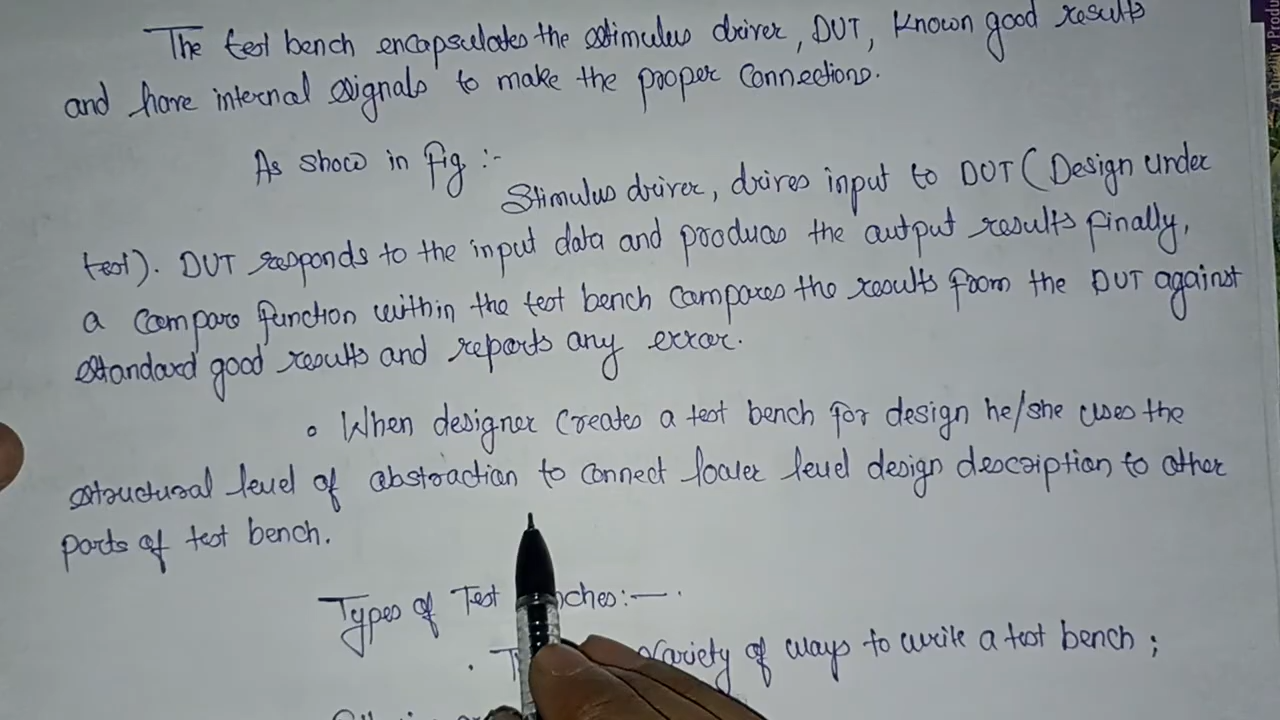 The test bench encapsulates the stimulus driver, DUT, Known good results
and have internal signals to make the proper Connections.
As show in fig :-
Stimulus driver, drives input to DUT (Design under
test). DUT responds to the input data and produces the output results finally,
a compare function within the test bench compares the results from the DUT against
standard good results and reports any error.
• When designer Creates a test bench for design he/she uses the
structural level of abstraction to connect lower level design description to other
parts of test bench.
Types of Test nches:—.
• variety of ways to write a test bench ;